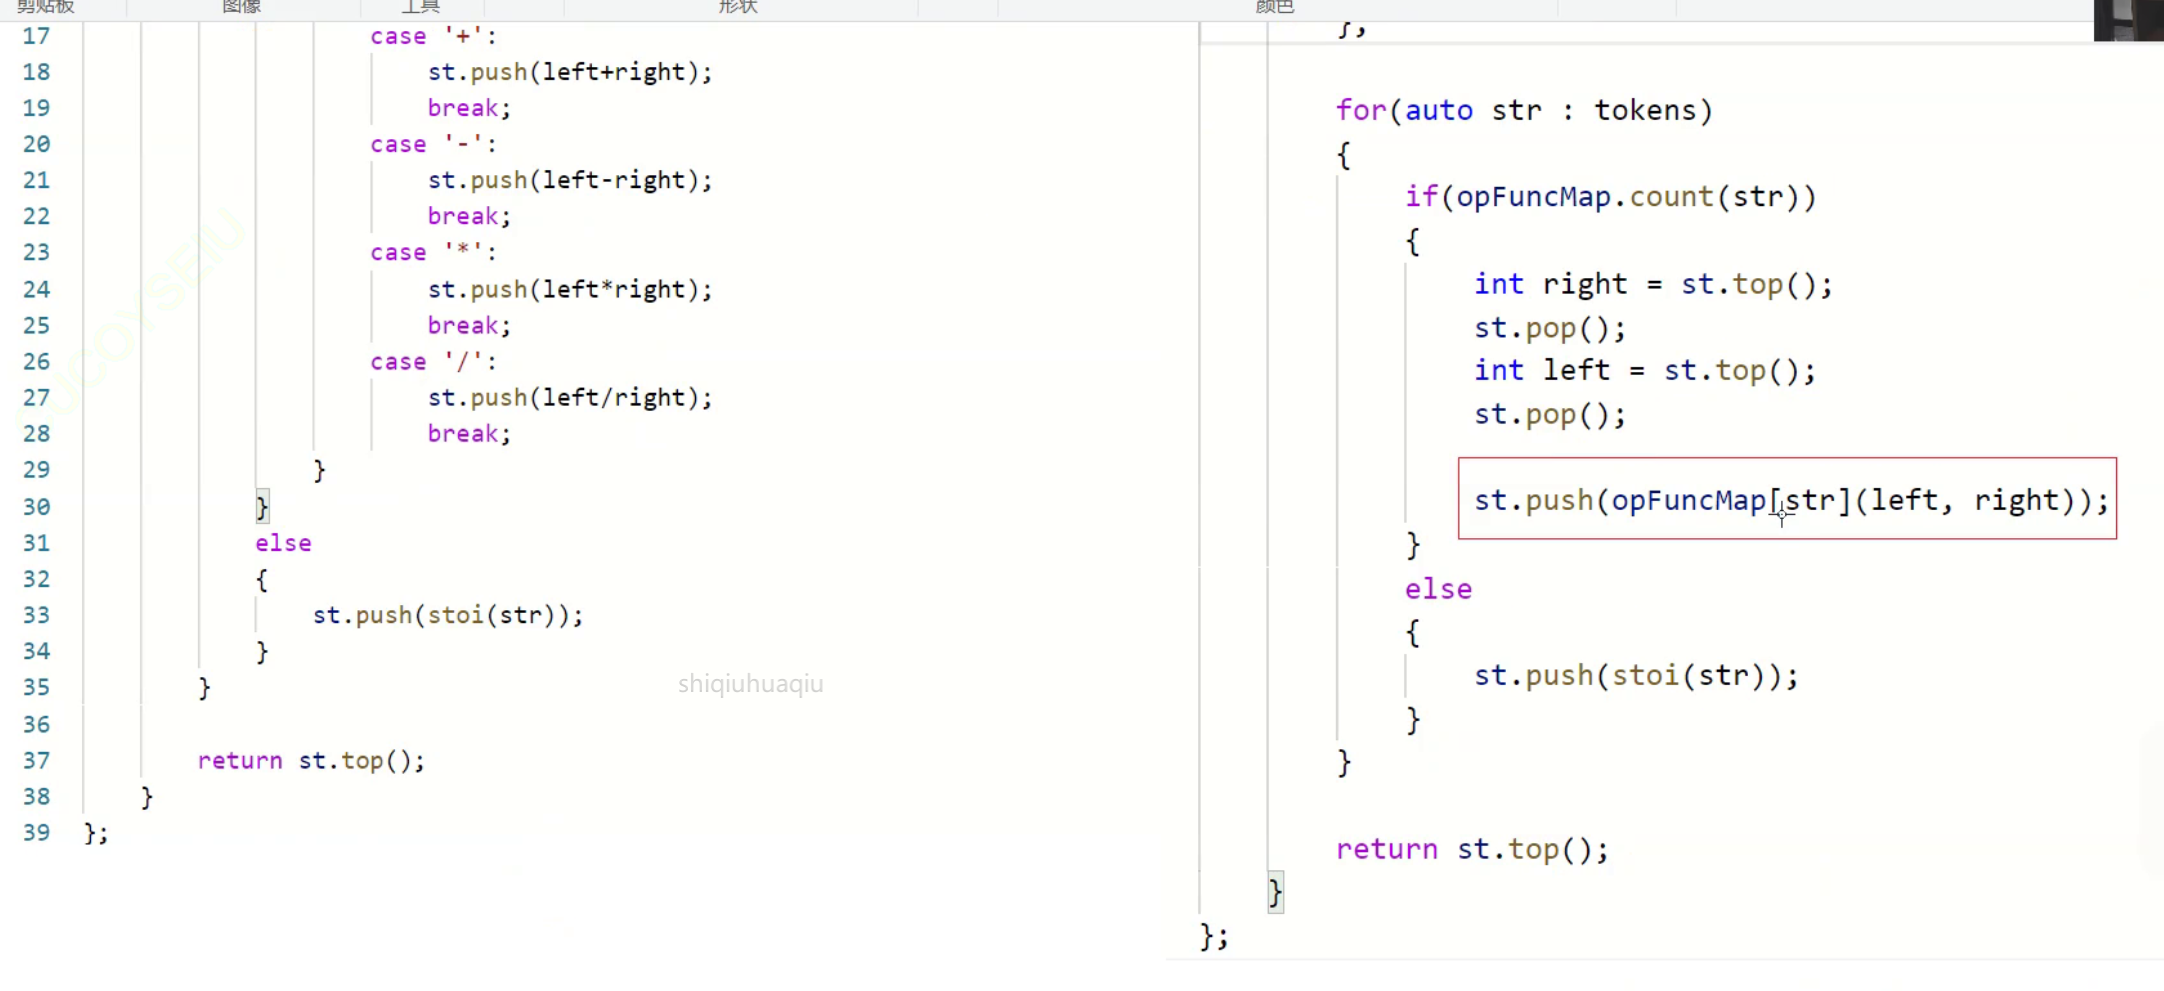 剪贴板 图像 工具 形状 颜色
17 case '+':
18 st.push(left+right);
19 break;
20 case '-':
21 st.push(left-right);
22 break;
23 case '*':
24 st.push(left*right);
25 break;
26 case '/':
27 st.push(left/right);
28 break;
29 }
30 }
31 else
32 {
33 st.push(stoi(str));
34 }
35 }
36
37 return st.top();
38 }
39 };
shiqiuhuaqiu
};
for(auto str : tokens)
{
if(opFuncMap.count(str))
{
int right = st.top();
st.pop();
int left = st.top();
st.pop();
st.push(opFuncMap[str](left, right));
}
else
{
st.push(stoi(str));
}
}
return st.top();
}
};